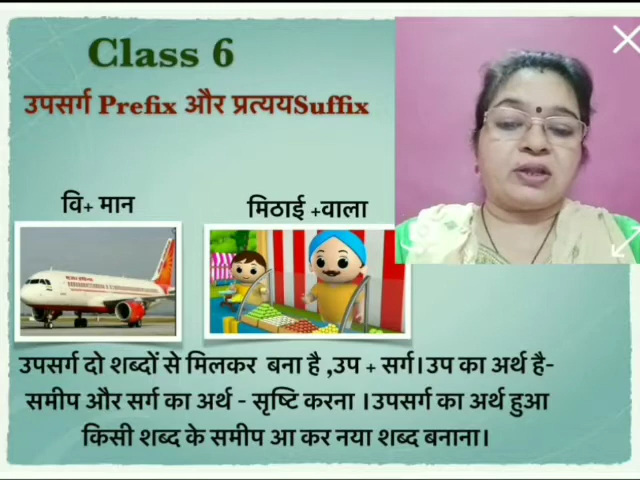 Class 6
उपसर्ग Prefix और प्रत्ययSuffix
वि+ मान
मिठाई +वाला
उपसर्ग दो शब्दों से मिलकर बना है ,उप + सर्ग।उप का अर्थ है-
समीप और सर्ग का अर्थ - सृष्टि करना ।उपसर्ग का अर्थ हुआ
किसी शब्द के समीप आ कर नया शब्द बनाना।